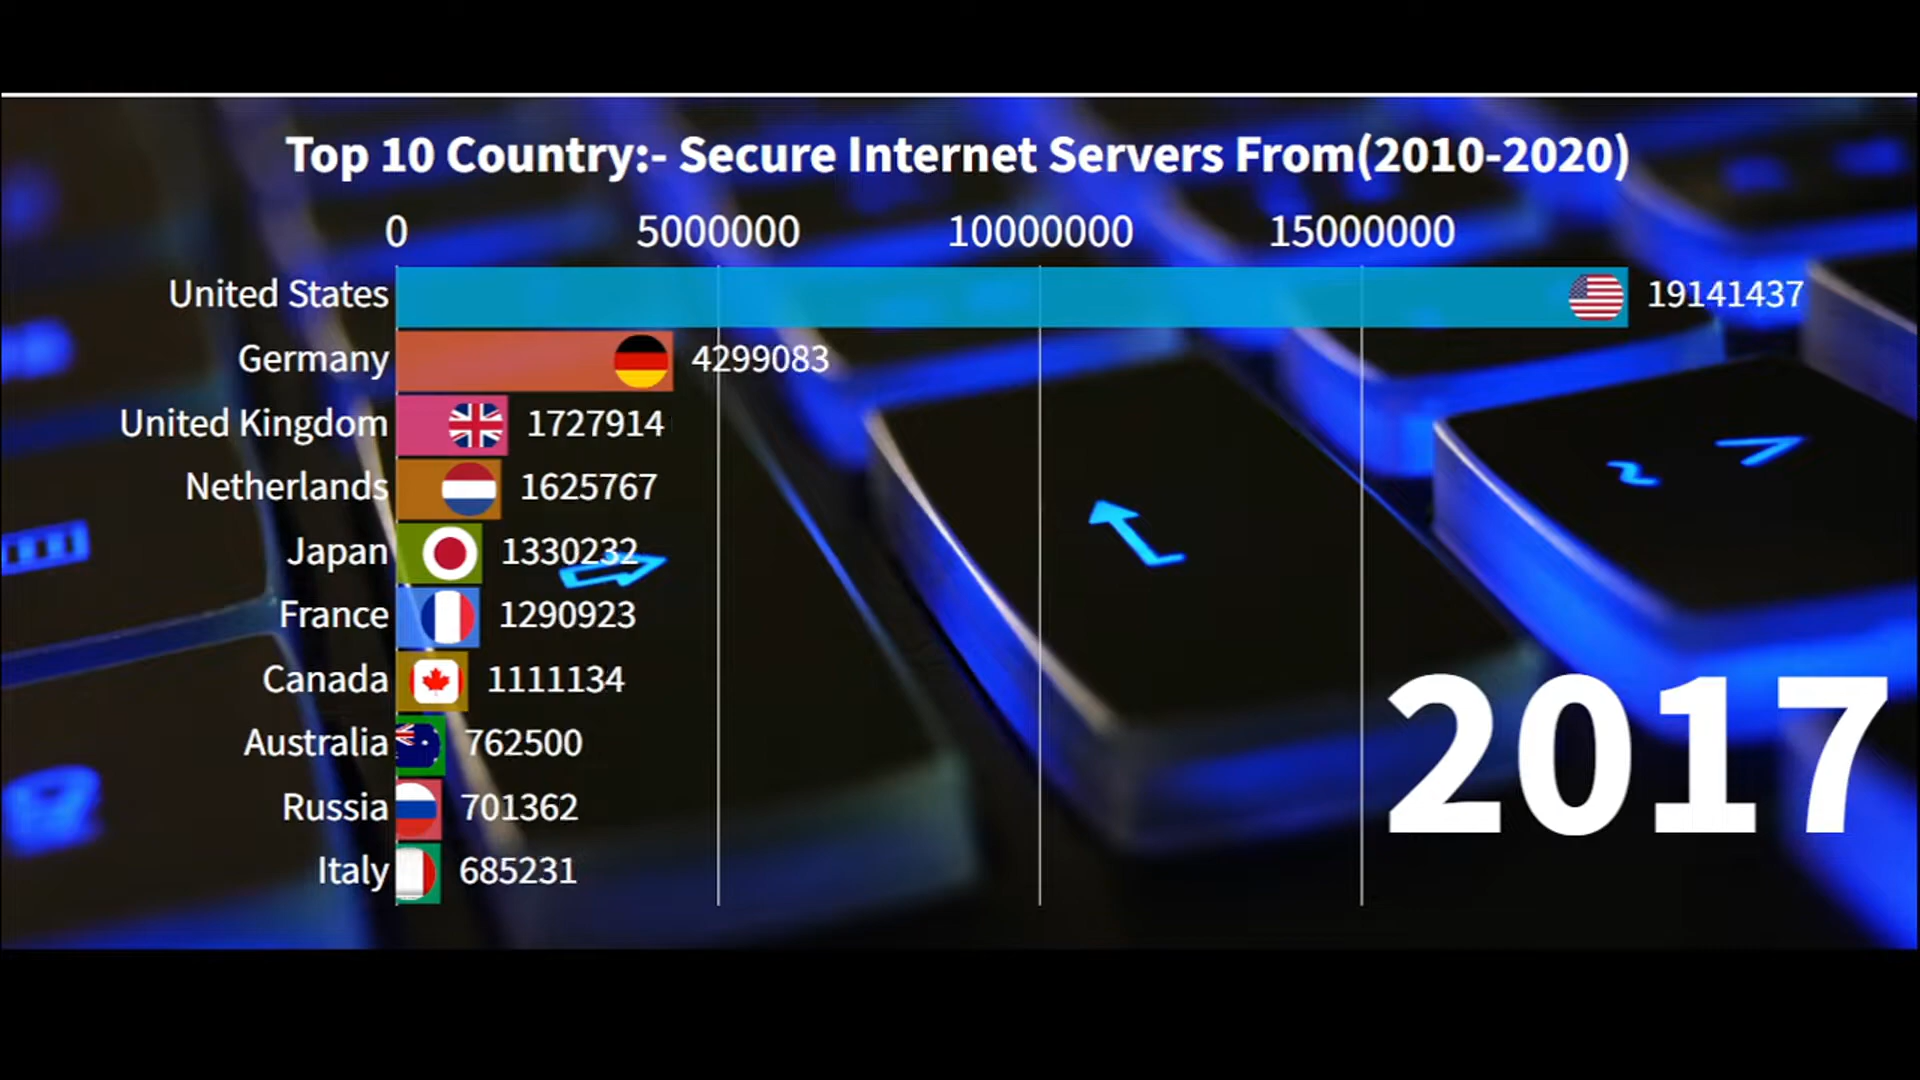 Top 10 Country:- Secure Internet Servers From(2010-2020)
0 5000000 10000000 15000000
United States 19141437
Germany 4299083
United Kingdom 1727914
Netherlands 1625767
Japan 1330232
France 1290923
Canada 1111134
Australia 762500
Russia 701362
Italy 685231
2017